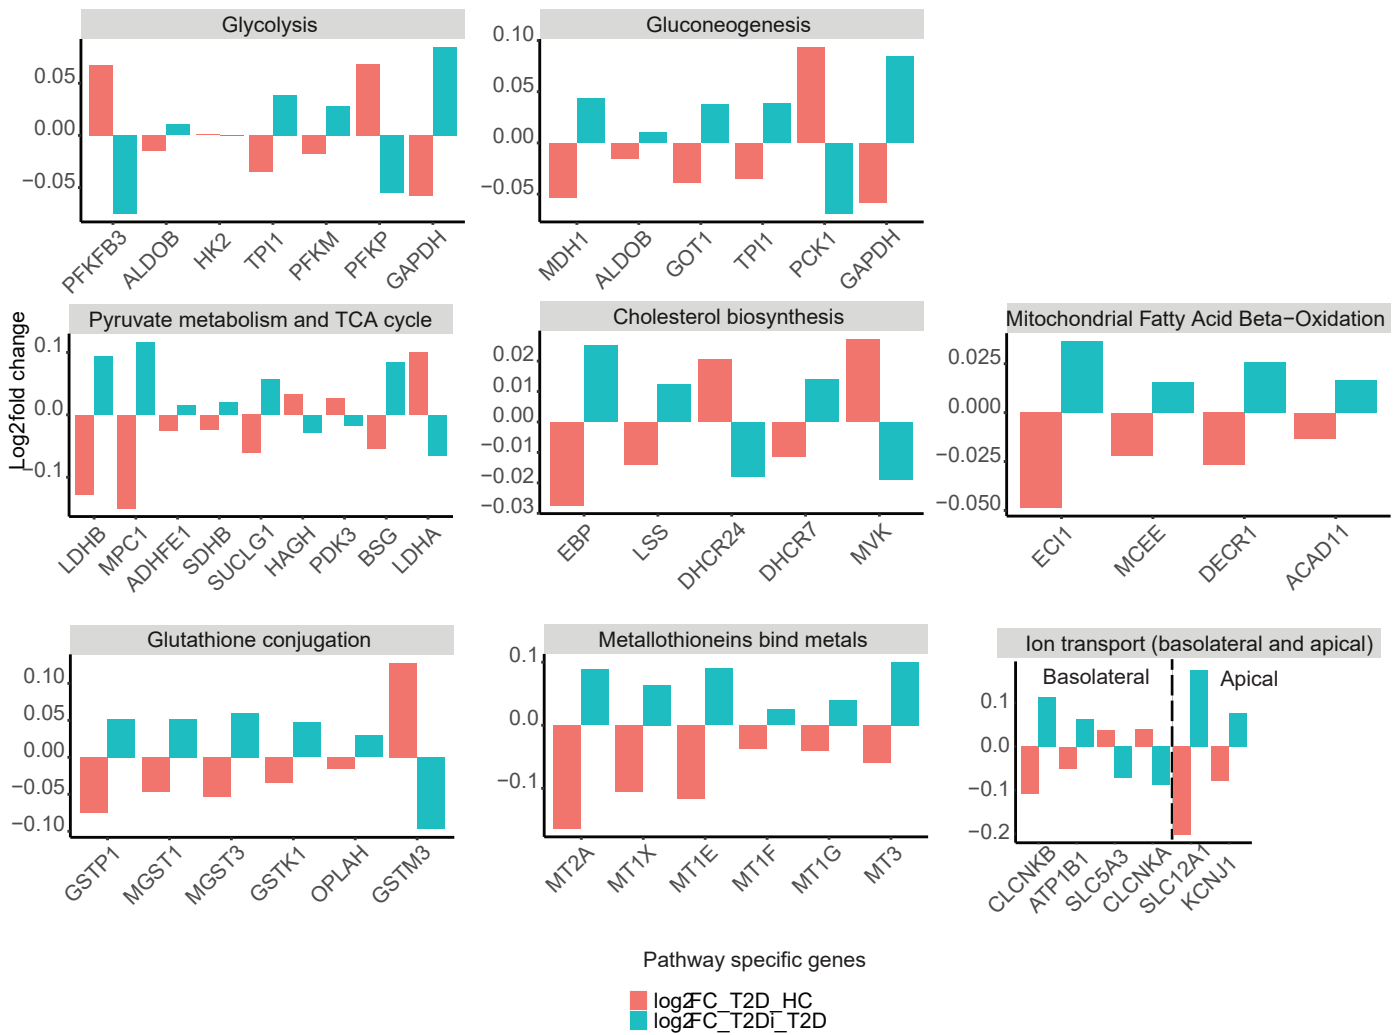 Glycolysis
0.05
0.00
−0.05
PFKFB3 ALDOB HK2 TPI1 PFKM PFKP GAPDH
Gluconeogenesis
0.10
0.05
0.00
−0.05
MDH1 ALDOB GOT1 TPI1 PCK1 GAPDH
Log2fold change
Pyruvate metabolism and TCA cycle
0.1
0.0
−0.1
LDHB MPC1 ADHFE1 SDHB SUCLG1 HAGH PDK3 BSG LDHA
Cholesterol biosynthesis
0.02
0.01
0.00
−0.01
−0.02
−0.03
EBP LSS DHCR24 DHCR7 MVK
Mitochondrial Fatty Acid Beta−Oxidation
0.025
0.000
−0.025
−0.050
ECI1 MCEE DECR1 ACAD11
Glutathione conjugation
0.10
0.05
0.00
−0.05
−0.10
GSTP1 MGST1 MGST3 GSTK1 OPLAH GSTM3
Metallothioneins bind metals
0.1
0.0
−0.1
MT2A MT1X MT1E MT1F MT1G MT3
Ion transport (basolateral and apical)
Basolateral Apical
0.1
0.0
−0.1
−0.2
CLCNKB ATP1B1 SLC5A3 CLCNKA SLC12A1 KCNJ1
Pathway specific genes
log2FC_T2D_HC
log2FC_T2Di_T2D